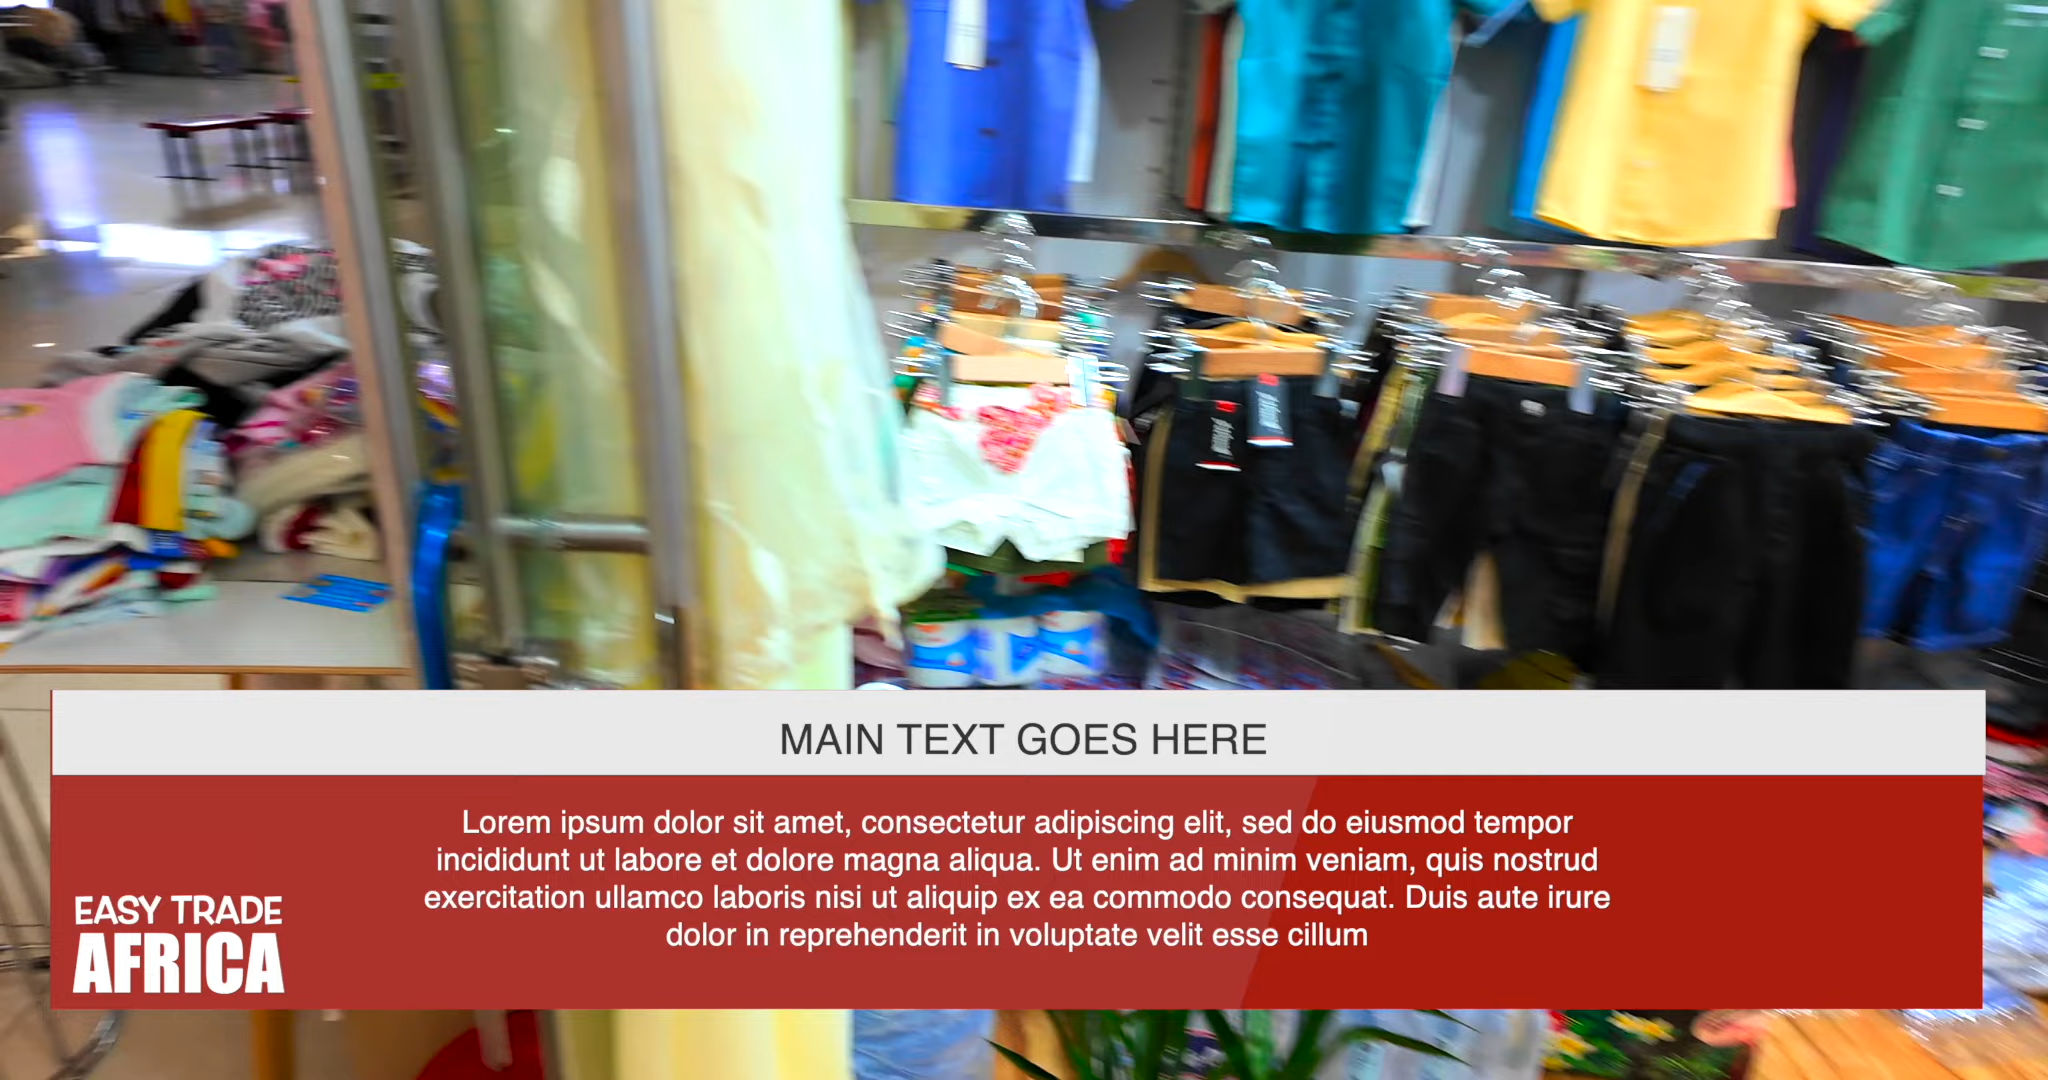 MAIN TEXT GOES HERE
Lorem ipsum dolor sit amet, consectetur adipiscing elit, sed do eiusmod tempor
incididunt ut labore et dolore magna aliqua. Ut enim ad minim veniam, quis nostrud
exercitation ullamco laboris nisi ut aliquip ex ea commodo consequat. Duis aute irure
dolor in reprehenderit in voluptate velit esse cillum
EASY TRADE
AFRICA